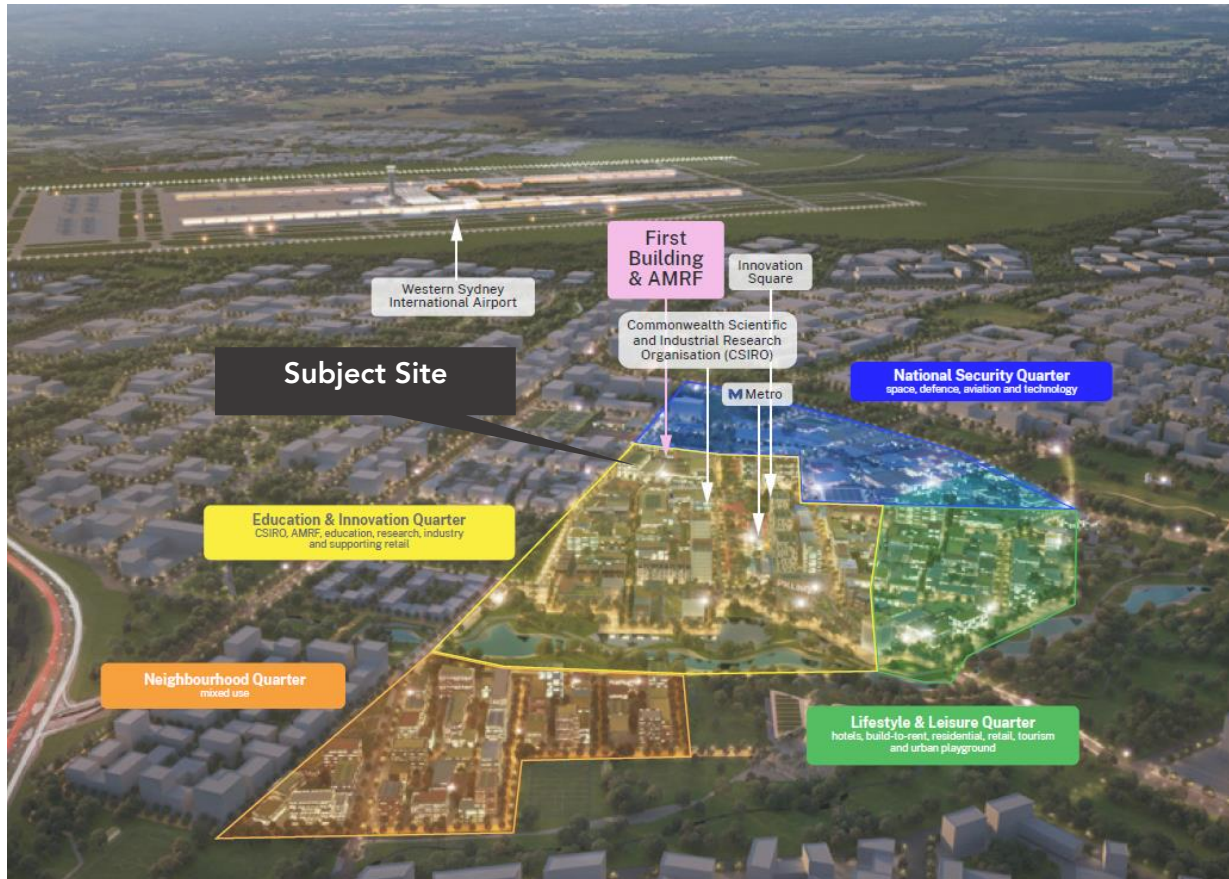 First
Building
& AMRF
Innovation
Square
Western Sydney
International Airport
Commonwealth Scientific
and Industrial Research
Organisation (CSIRO)
Subject Site
National Security Quarter
space, defence, aviation and technology
Metro
Education & Innovation Quarter
CSIRO, AMRF, education, research, industry
and supporting retail
Neighbourhood Quarter
mixed use
Lifestyle & Leisure Quarter
hotels, build-to-rent, residential, retail, tourism
and urban playground